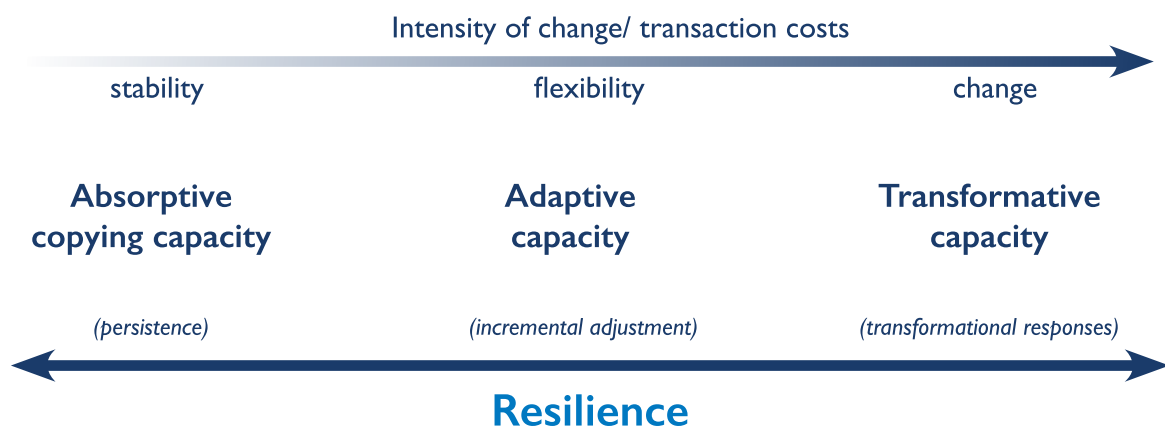 Intensity of change/ transaction costs
stability flexibility change
Absorptive Adaptive Transformative
copying capacity capacity capacity
(persistence) (incremental adjustment) (transformational responses)
Resilience